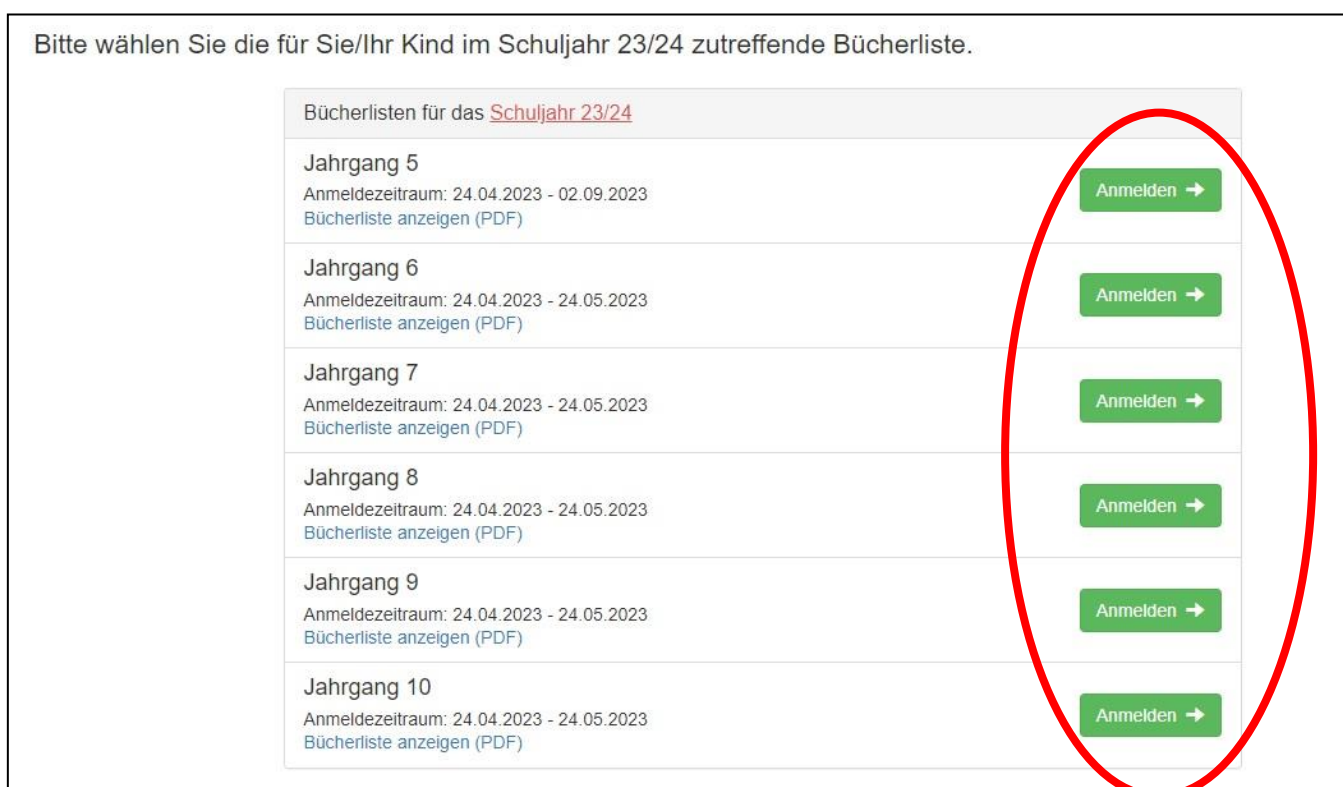 Bitte wählen Sie die für Sie/Ihr Kind im Schuljahr 23/24 zutreffende Bücherliste.
Bücherlisten für das Schuljahr 23/24
Jahrgang 5
Anmeldezeitraum: 24.04.2023 - 02.09.2023
Bücherliste anzeigen (PDF)
Anmelden ➔
Jahrgang 6
Anmeldezeitraum: 24.04.2023 - 24.05.2023
Bücherliste anzeigen (PDF)
Anmelden ➔
Jahrgang 7
Anmeldezeitraum: 24.04.2023 - 24.05.2023
Bücherliste anzeigen (PDF)
Anmelden ➔
Jahrgang 8
Anmeldezeitraum: 24.04.2023 - 24.05.2023
Bücherliste anzeigen (PDF)
Anmelden ➔
Jahrgang 9
Anmeldezeitraum: 24.04.2023 - 24.05.2023
Bücherliste anzeigen (PDF)
Anmelden ➔
Jahrgang 10
Anmeldezeitraum: 24.04.2023 - 24.05.2023
Bücherliste anzeigen (PDF)
Anmelden ➔